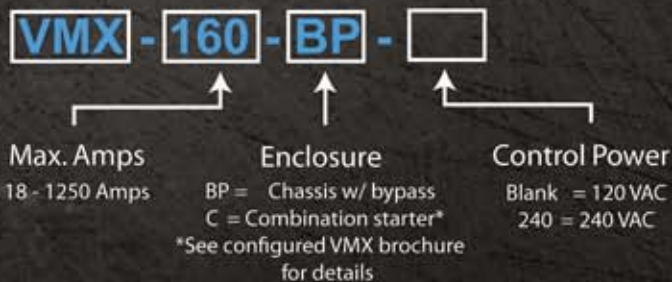 VMX - 160 - BP -
Max. Amps
18 - 1250 Amps
Enclosure
BP = Chassis w/ bypass
C = Combination starter*
*See configured VMX brochure
for details
Control Power
Blank = 120 VAC
240 = 240 VAC